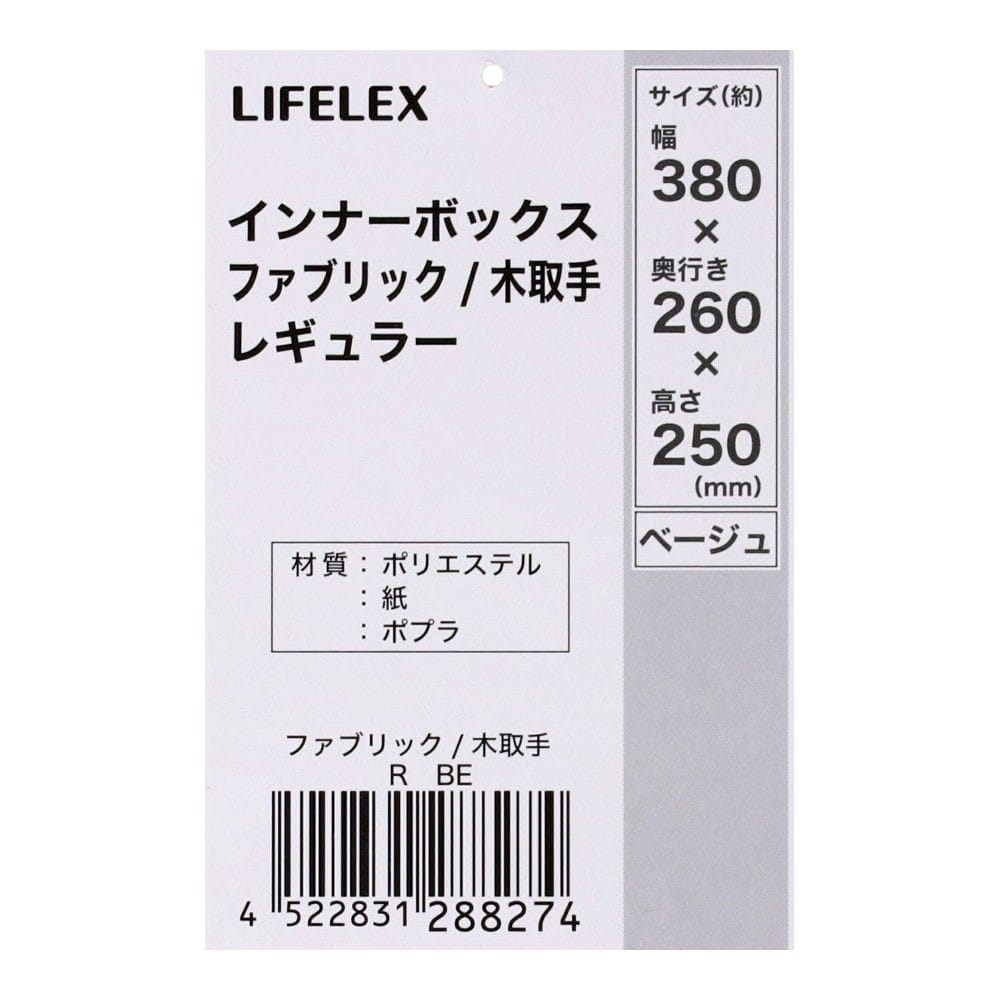 LIFELEX
インナーボックス
ファブリック / 木取手
レギュラー
材質 : ポリエステル
: 紙
: ポプラ
ファブリック / 木取手
R BE
4 522831 288274
サイズ(約)
幅
380
×
奥行き
260
×
高さ
250
(mm)
ベージュ